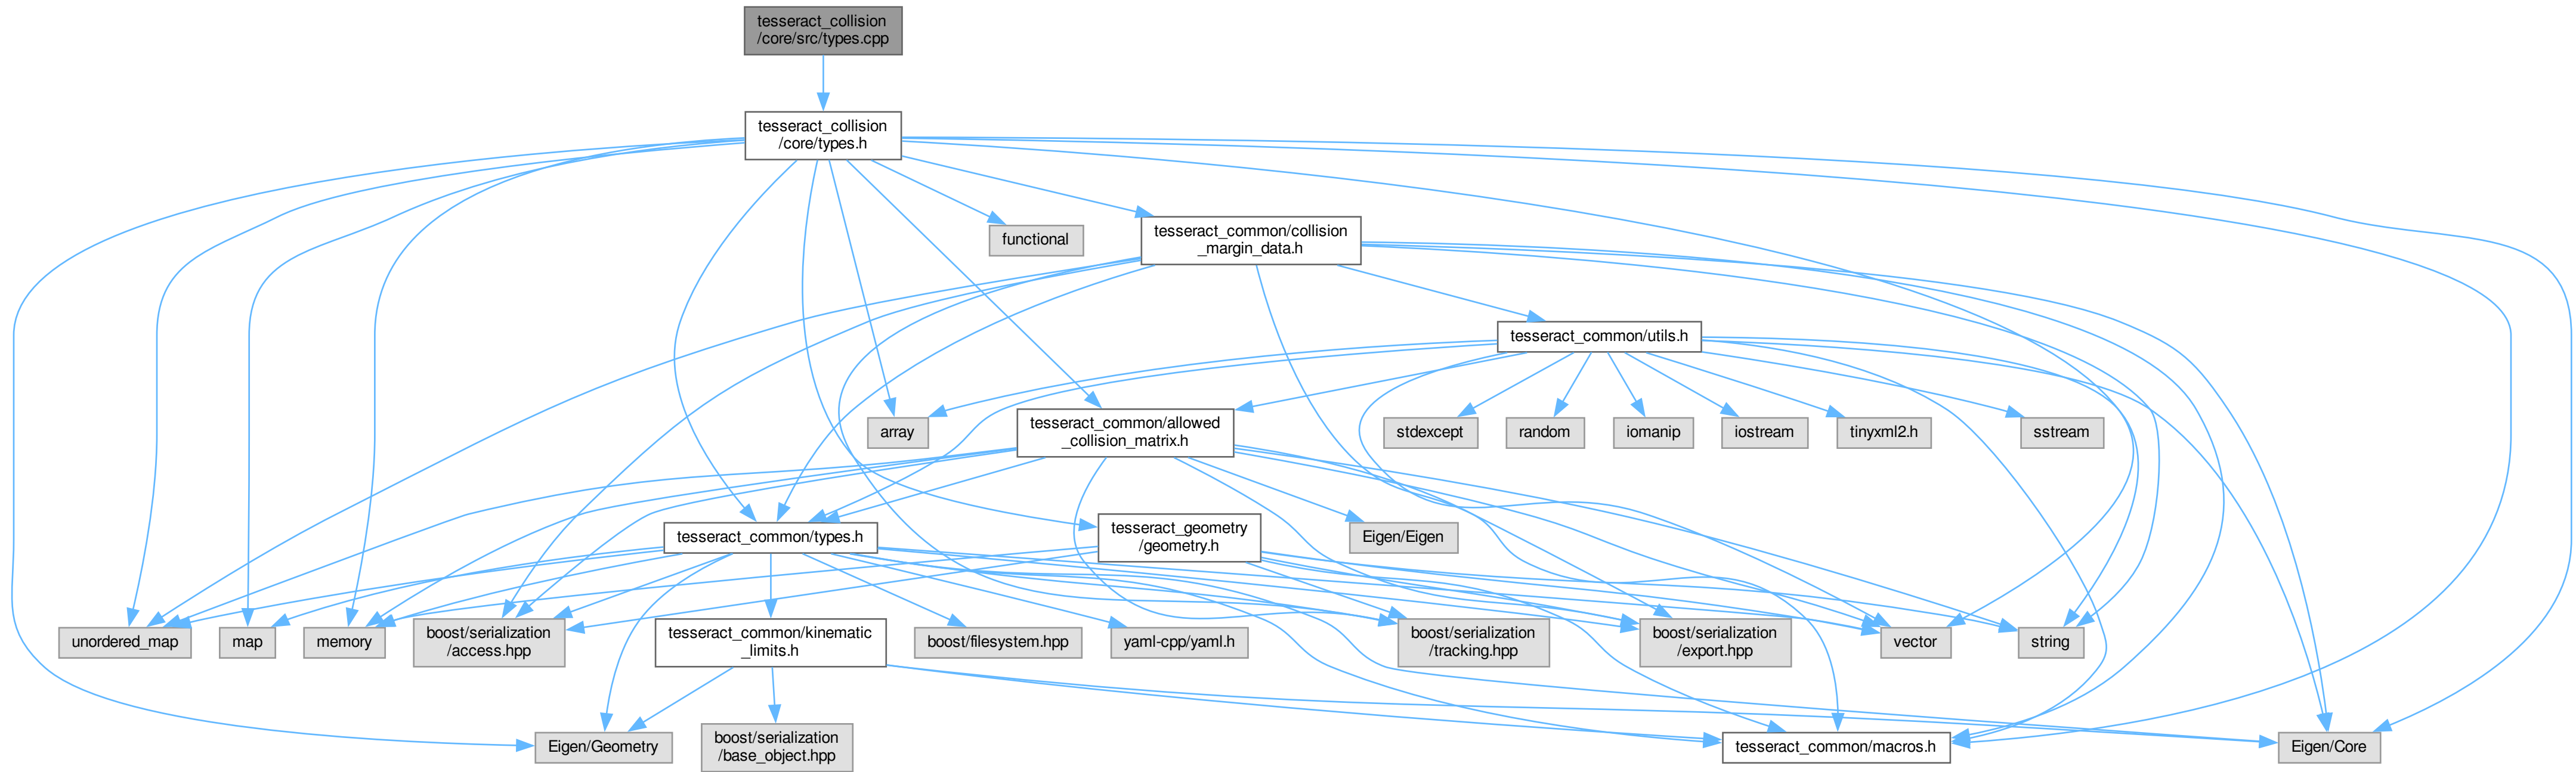 tesseract_collision
/core/src/types.cpp
tesseract_collision
/core/types.h
functional
tesseract_common/collision
_margin_data.h
tesseract_common/utils.h
array
tesseract_common/allowed
_collision_matrix.h
stdexcept
random
iomanip
iostream
tinyxml2.h
sstream
tesseract_common/types.h
tesseract_geometry
/geometry.h
Eigen/Eigen
unordered_map
map
memory
boost/serialization
/access.hpp
tesseract_common/kinematic
_limits.h
boost/filesystem.hpp
yaml-cpp/yaml.h
boost/serialization
/tracking.hpp
boost/serialization
/export.hpp
vector
string
Eigen/Geometry
boost/serialization
/base_object.hpp
tesseract_common/macros.h
Eigen/Core